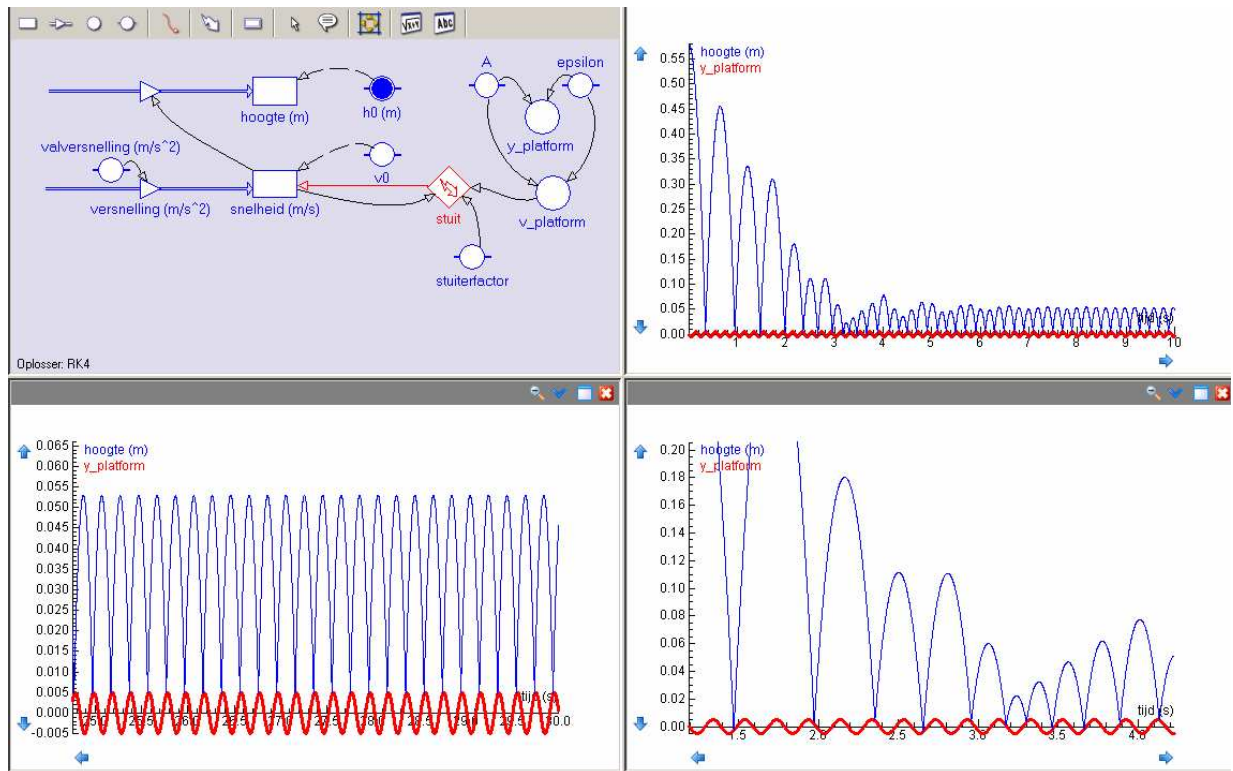 √x+y Abc
A
epsilon
hoogte (m)
h0 (m)
y_platform
valversnelling (m/s^2)
v0
versnelling (m/s^2)
snelheid (m/s)
stuit
v_platform
stuiterfactor
Oplosser: RK4
hoogte (m)
y_platform
0.55
0.50
0.45
0.40
0.35
0.30
0.25
0.20
0.15
0.10
0.05
0.00
1 2 3 4 5 6 7 8 9 10
hoogte (m)
y_platform
0.065
0.060
0.055
0.050
0.045
0.040
0.035
0.030
0.025
0.020
0.015
0.010
0.005
0.000
-0.005
tijd (s)
30.0
hoogte (m)
y_platform
0.20
0.18
0.16
0.14
0.12
0.10
0.08
0.06
0.04
0.02
0.00
tijd (s)
1.5 2.0 2.5 3.0 3.5 4.0